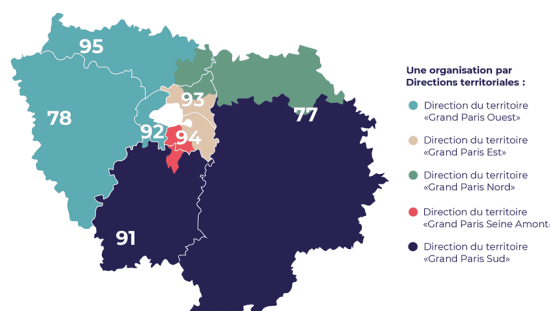 95
78
93
92
94
77
91
Une organisation par
Directions territoriales :
Direction du territoire
«Grand Paris Ouest»
Direction du territoire
«Grand Paris Est»
Direction du territoire
«Grand Paris Nord»
Direction du territoire
«Grand Paris Seine Amont»
Direction du territoire
«Grand Paris Sud»